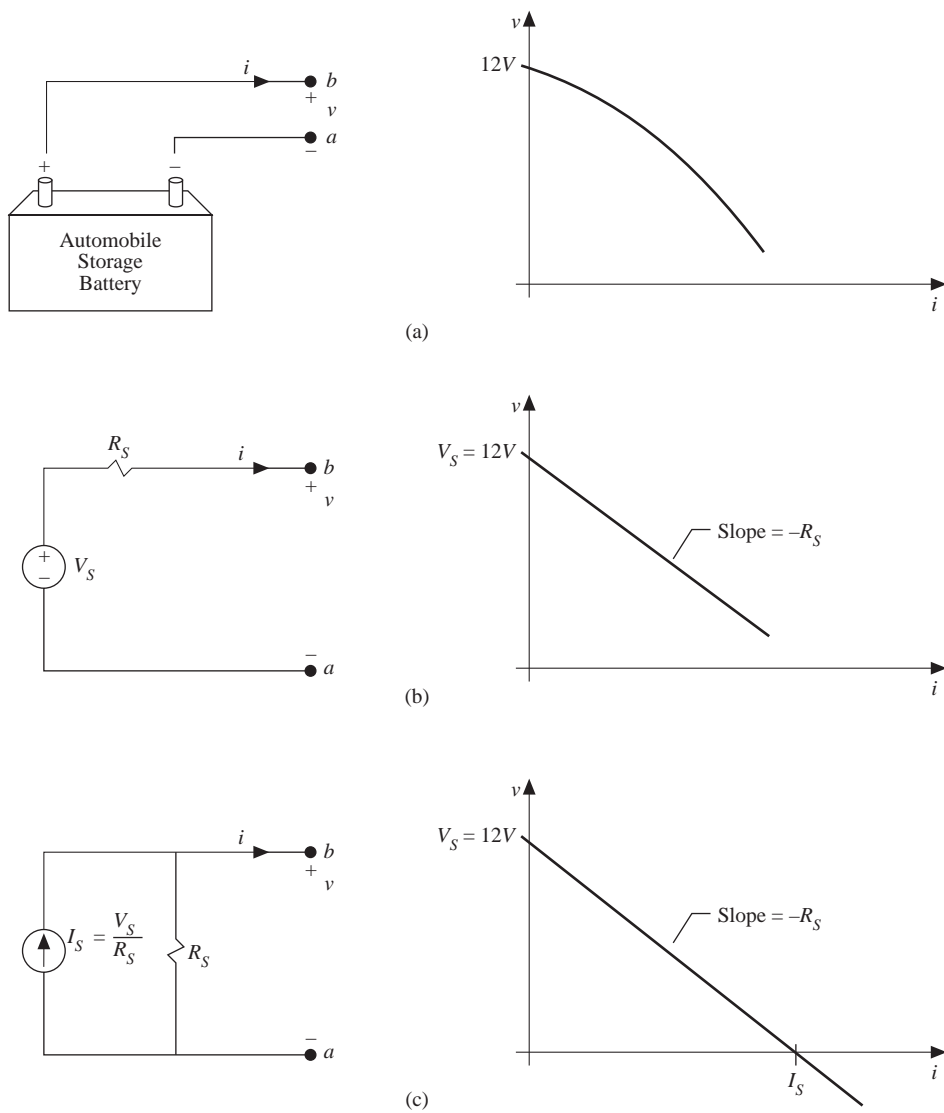 v
12V
i
b
+
v
a
−
+
−
Automobile
Storage
Battery
i
(a)
v
R_S
i
V_S = 12V
b
+
v
Slope = −R_S
+
−
V_S
−
a
i
(b)
v
V_S = 12V
i
b
+
v
Slope = −R_S
I_S = V_S/R_S
R_S
−
a
I_S
i
(c)